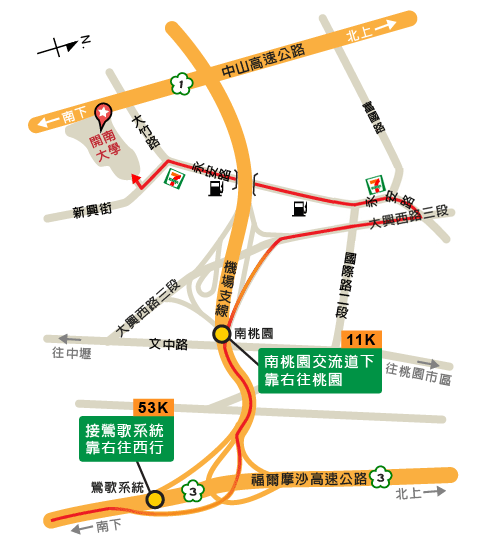 N
北上
中山高速公路
1
南下
開南
大學
大竹路
富國路
永安路
7
7
永安路
新興街
大興西路三段
機場支線
國際路二段
大興西路三段
南桃園
文中路
往中壢
11K
南桃園交流道下
靠右往桃園
往桃園市區
53K
接鶯歌系統
靠右往西行
鶯歌系統
3
福爾摩沙高速公路
3
北上
南下